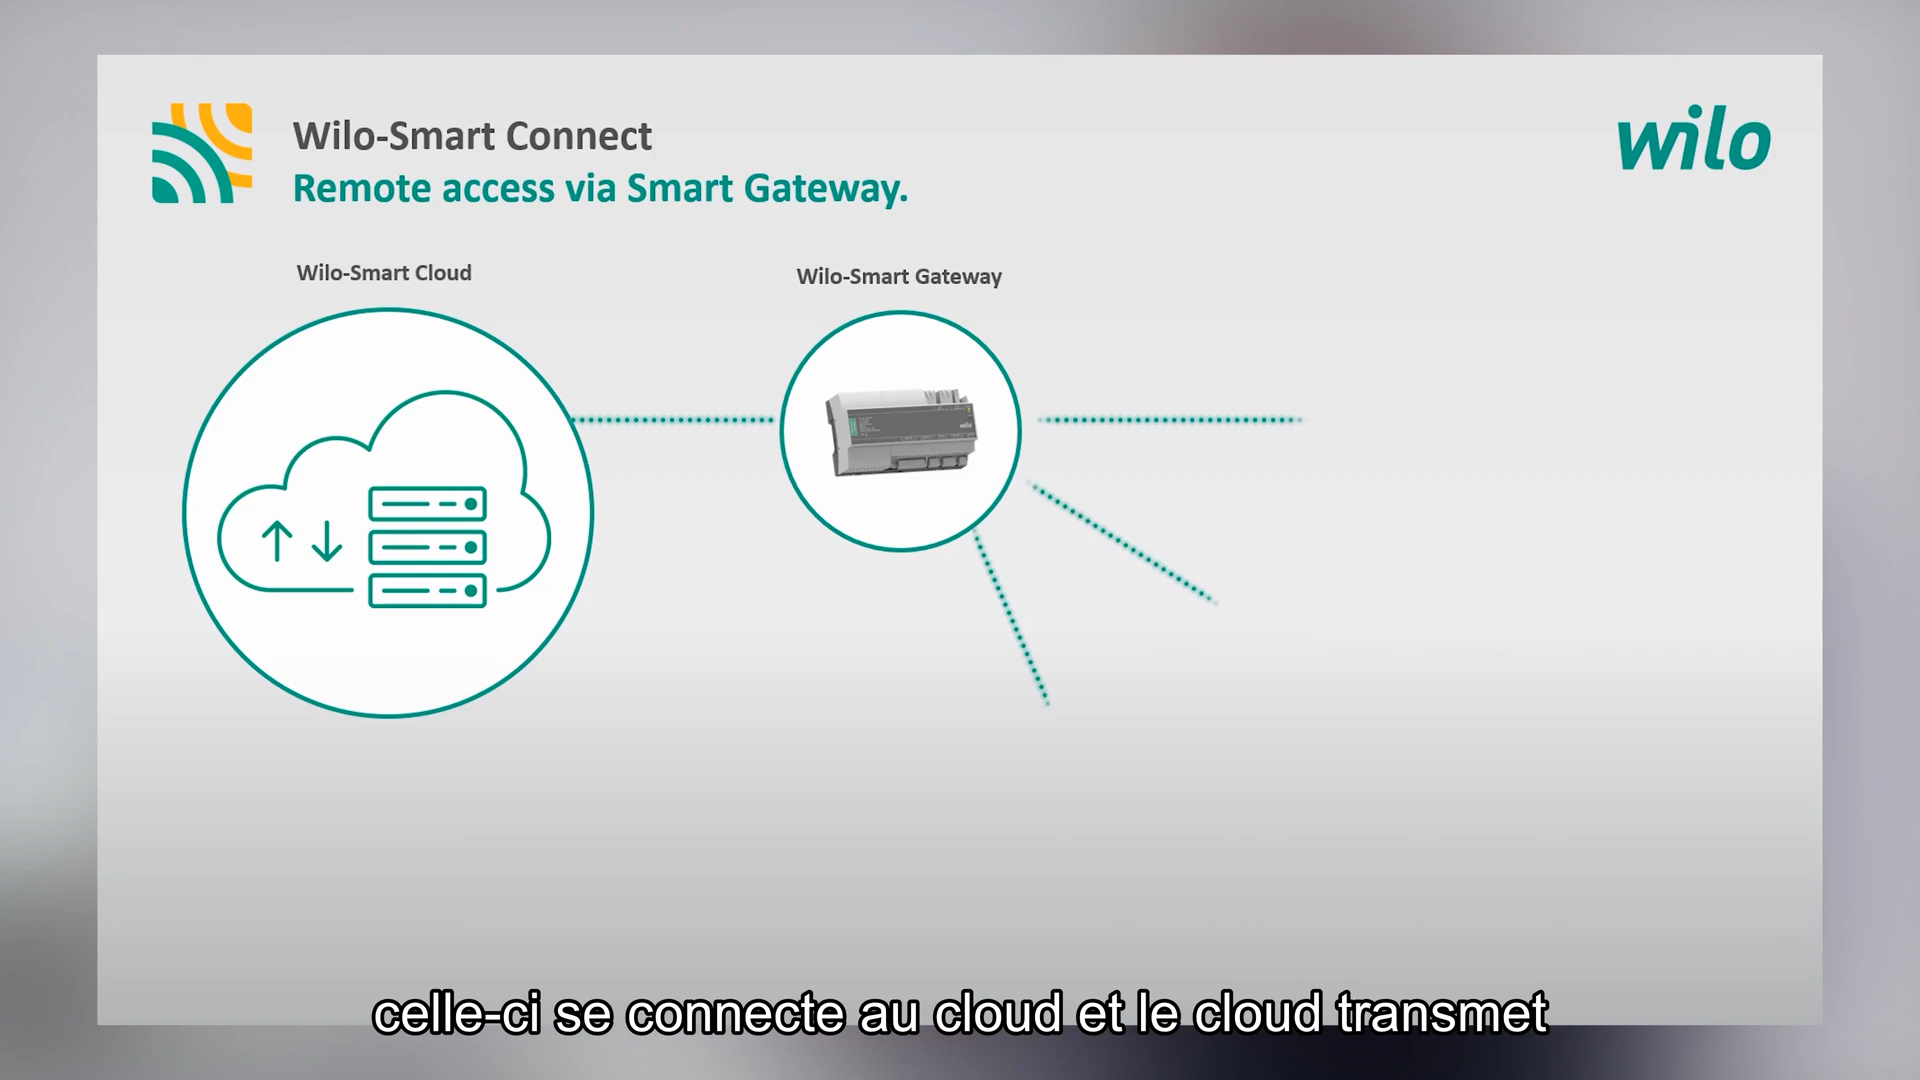 Wilo-Smart Connect
Remote access via Smart Gateway.
wilo
Wilo-Smart Cloud
Wilo-Smart Gateway
wilo
celle-ci se connecte au cloud et le cloud transmet